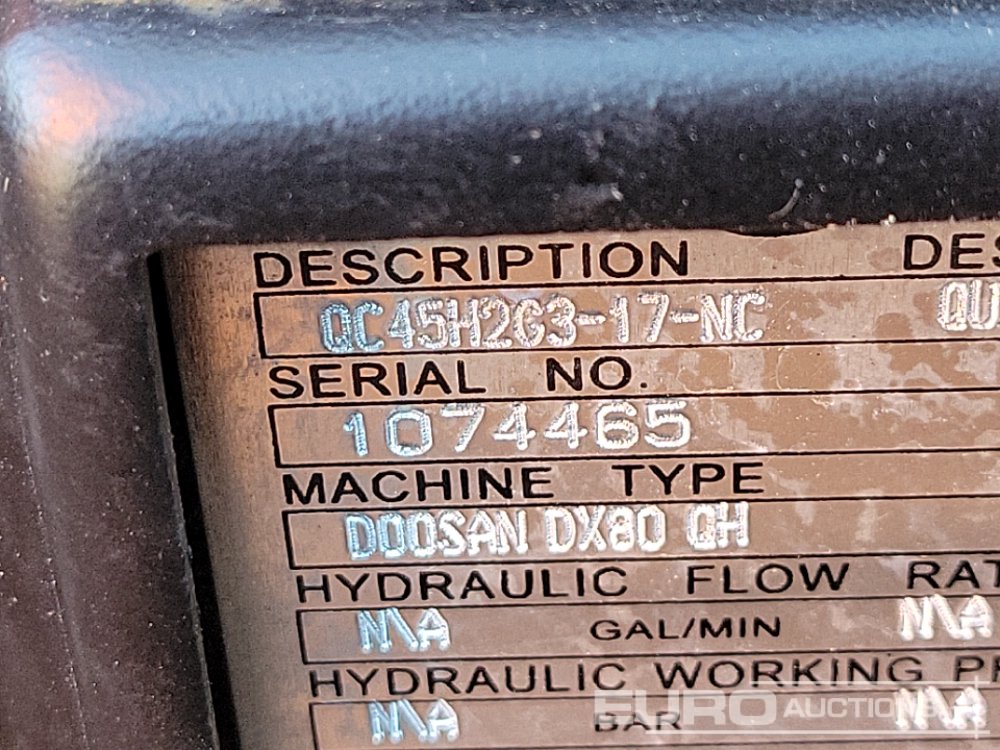 DESCRIPTION DES
QC45H2G3-17-NC QU
SERIAL NO.
1074465
MACHINE TYPE
DOOSAN DX80 QH
HYDRAULIC FLOW RAT
N\A GAL/MIN N\A
HYDRAULIC WORKING PR
N\A BAR N\A
EURO AUCTIONS